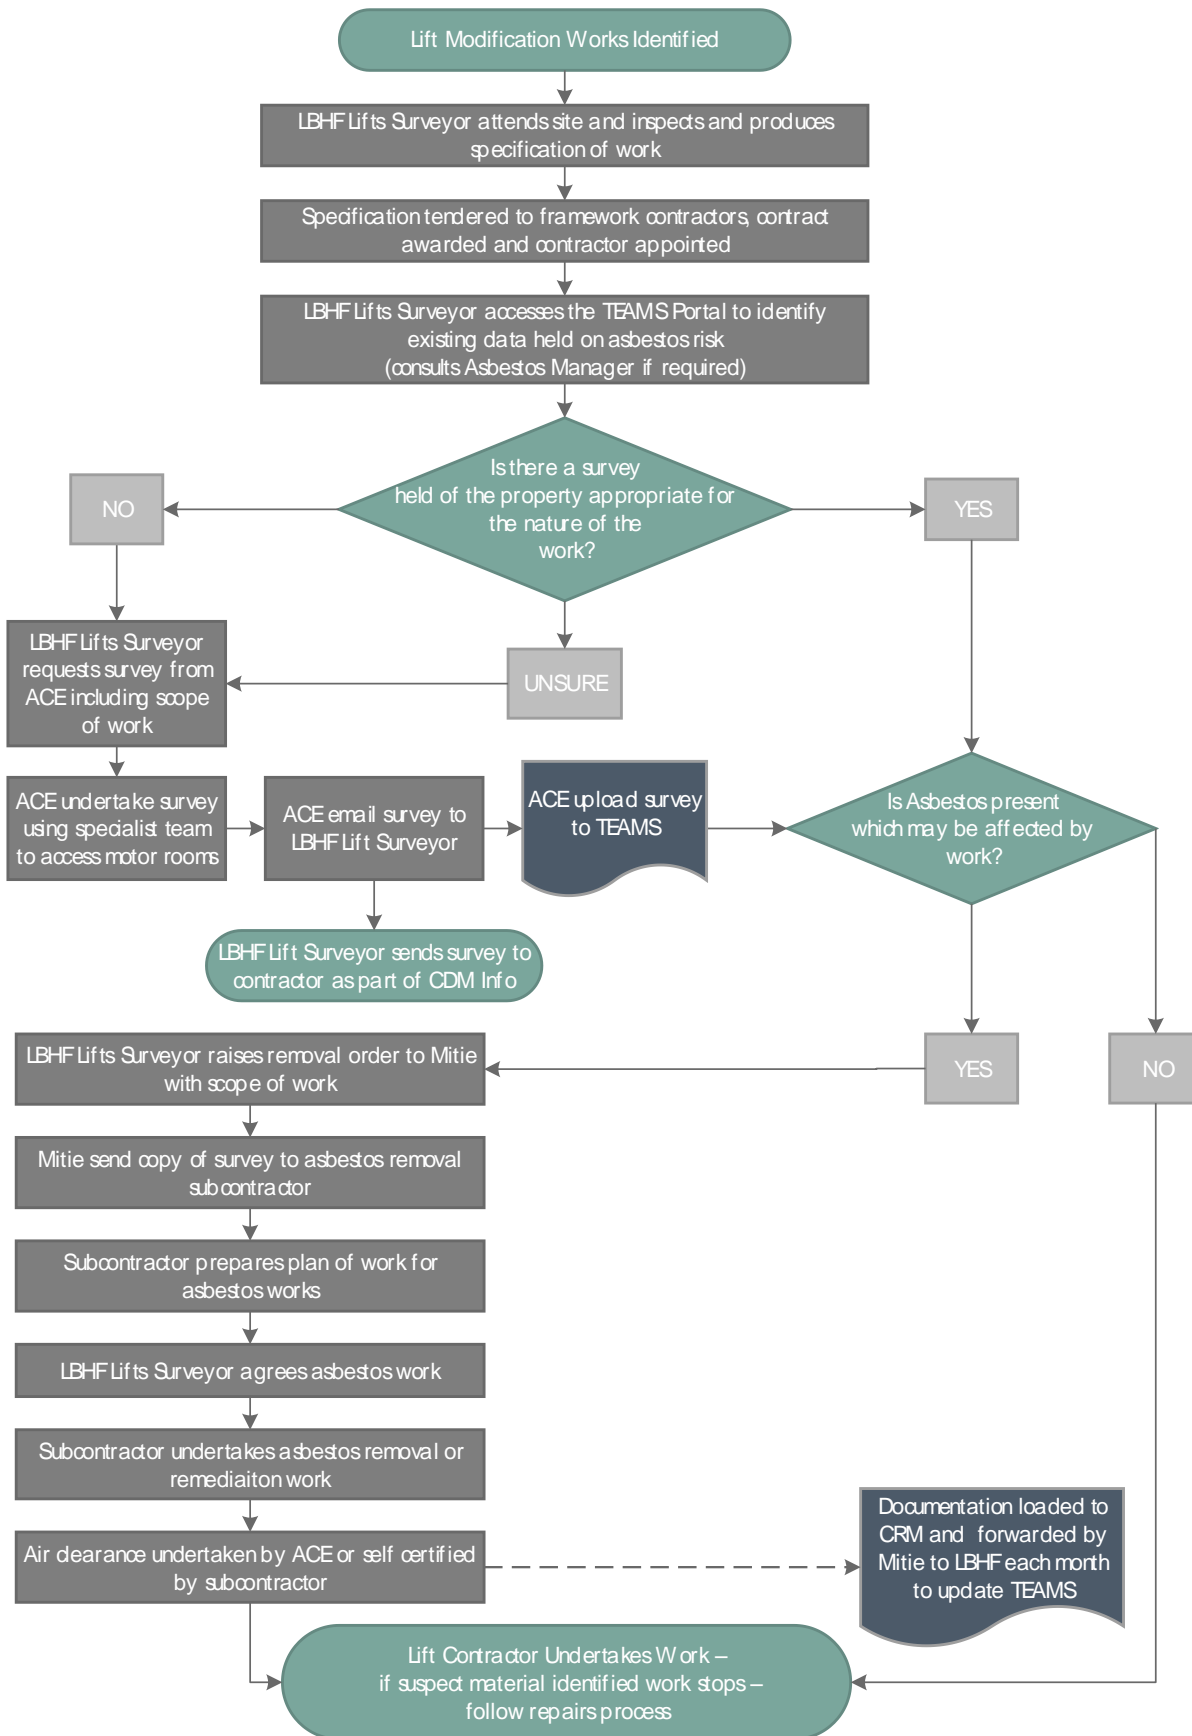 Lift Modification Works Identified
LBHF Lifts Surveyor attends site and inspects and produces
specification of work
Specification tendered to framework contractors, contract
awarded and contractor appointed
LBHF Lifts Surveyor accesses the TEAMS Portal to identify
existing data held on asbestos risk
(consults Asbestos Manager if required)
Is there a survey
held of the property appropriate for
the nature of the
work?
NO
YES
UNSURE
LBHF Lifts Surveyor
requests survey from
ACE including scope
of work
ACE undertake survey
using specialist team
to access motor rooms
ACE email survey to
LBHF Lift Surveyor
ACE upload survey
to TEAMS
Is Asbestos present
which may be affected by
work?
LBHF Lift Surveyor sends survey to
contractor as part of CDM Info
LBHF Lifts Surveyor raises removal order to Mitie
with scope of work
YES
NO
Mitie send copy of survey to asbestos removal
subcontractor
Subcontractor prepares plan of work for
asbestos works
LBHF Lifts Surveyor agrees asbestos work
Subcontractor undertakes asbestos removal or
remediaiton work
Air clearance undertaken by ACE or self certified
by subcontractor
Documentation loaded to
CRM and forwarded by
Mitie to LBHF each month
to update TEAMS
Lift Contractor Undertakes Work –
if suspect material identified work stops –
follow repairs process